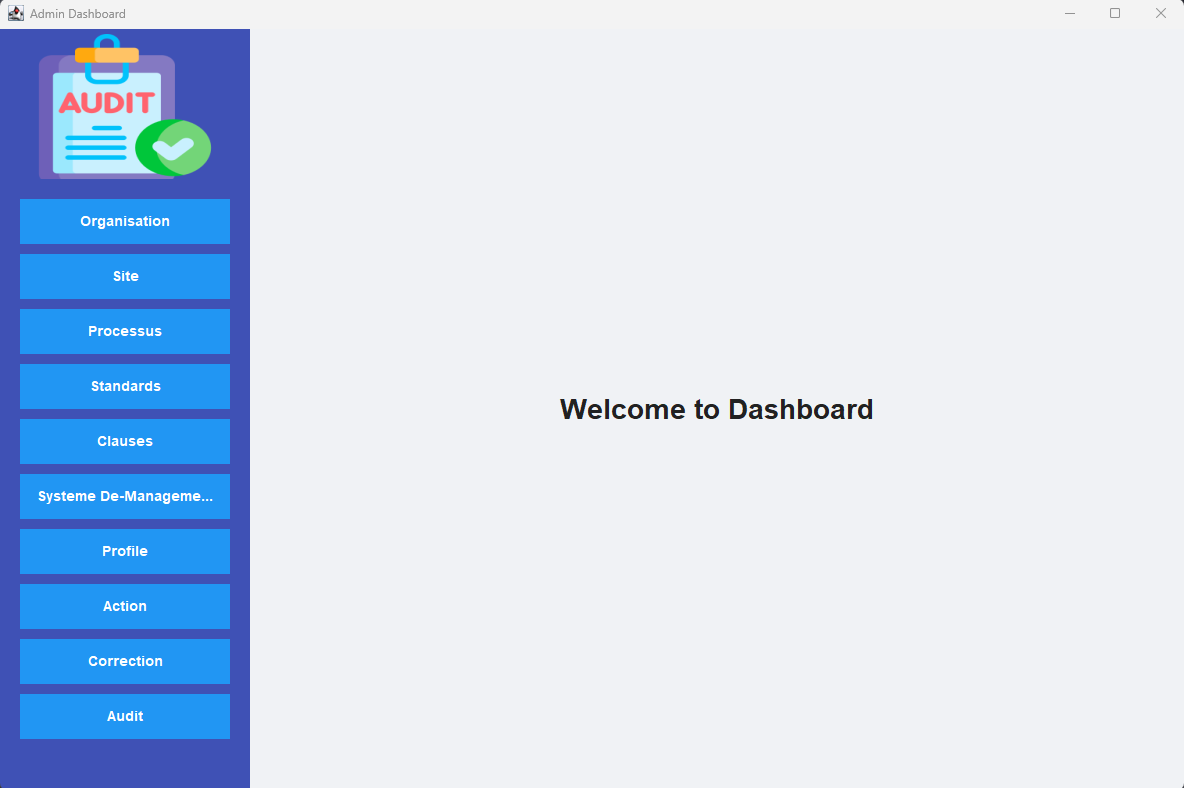 Admin Dashboard
AUDIT
Organisation
Site
Processus
Standards
Clauses
Systeme De-Manageme...
Profile
Action
Correction
Audit
Welcome to Dashboard